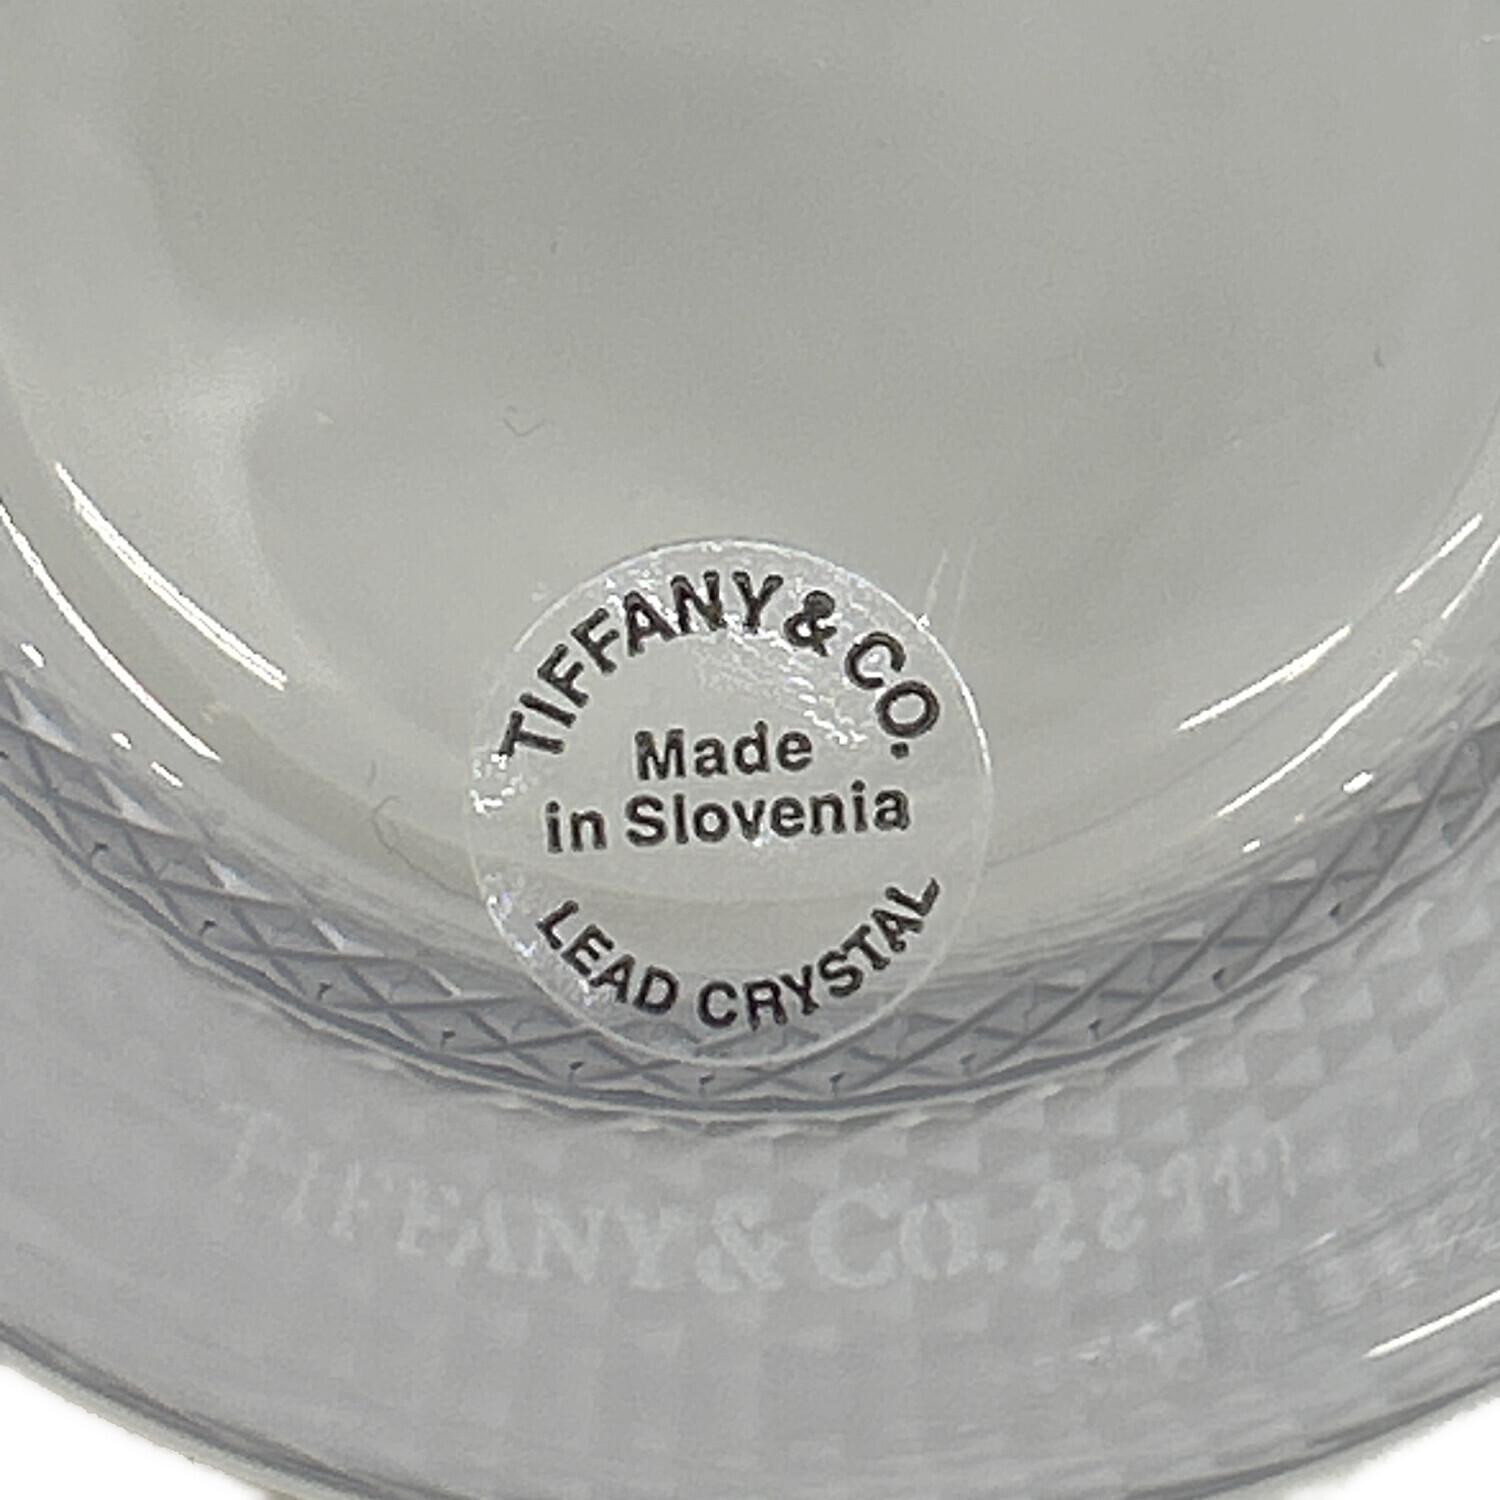 TIFFANY & CO.
Made
in Slovenia
LEAD CRYSTAL
TIFFANY & CO.